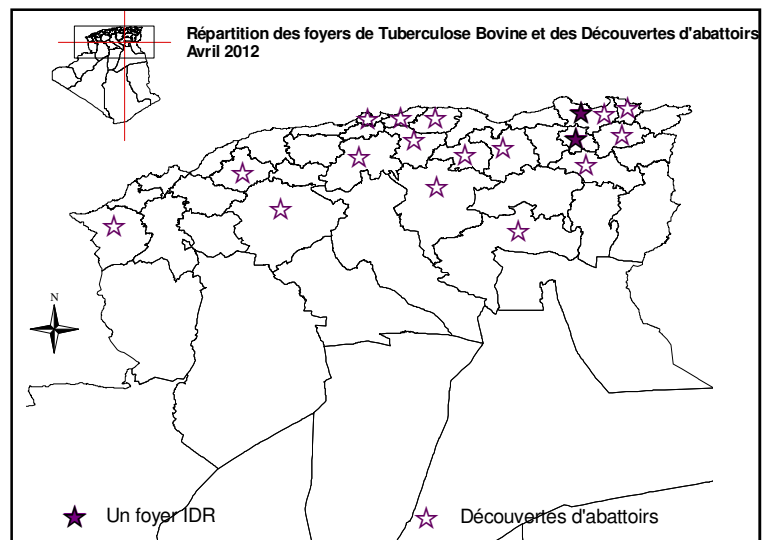 Répartition des foyers de Tuberculose Bovine et des Découvertes d'abattoirs
Avril 2012
N
Un foyer IDR
Découvertes d'abattoirs